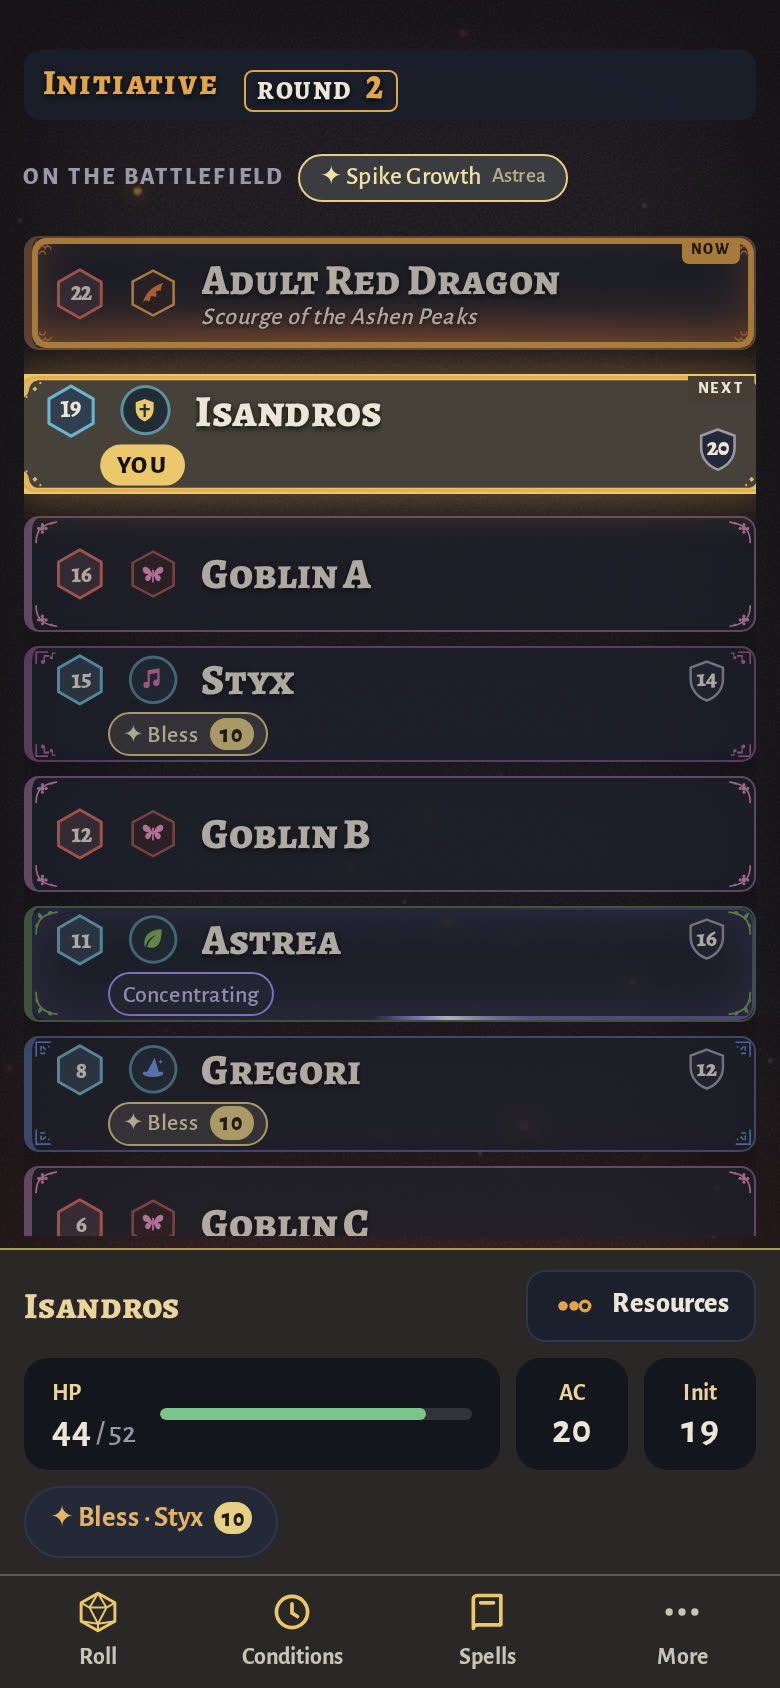 Initiative ROUND 2
ON THE BATTLEFIELD ✦ Spike Growth Astrea
NOW
22 Adult Red Dragon
Scourge of the Ashen Peaks
NEXT
19 Isandros
YOU 20
16 Goblin A
15 Styx 14
✦ Bless 10
12 Goblin B
11 Astrea 16
Concentrating
8 Gregori 12
✦ Bless 10
6 Goblin C
Isandros Resources
HP AC Init
44/52 20 19
✦ Bless · Styx 10
Roll Conditions Spells More